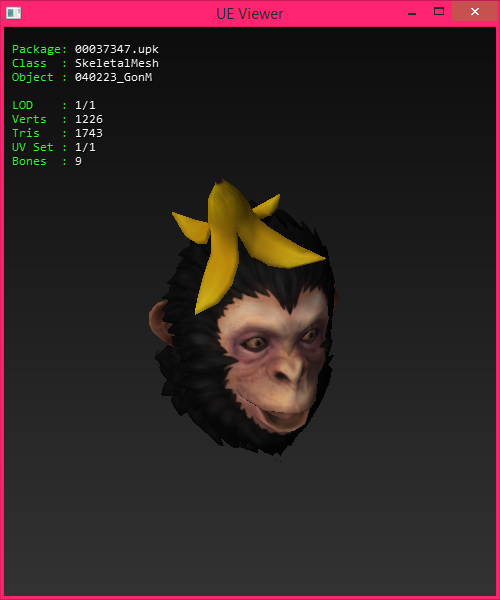 UE Viewer
Package: 00037347.upk
Class  : SkeletalMesh
Object : 040223_GonM
LOD    : 1/1
Verts  : 1226
Tris   : 1743
UV Set : 1/1
Bones  : 9